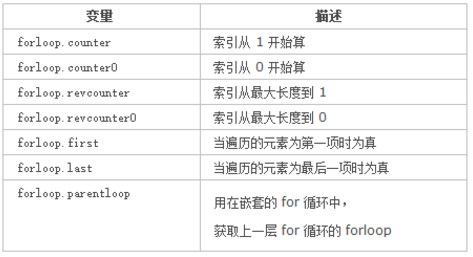 变量 描述
forloop.counter 索引从 1 开始算
forloop.counter0 索引从 0 开始算
forloop.revcounter 索引从最大长度到 1
forloop.revcounter0 索引从最大长度到 0
forloop.first 当遍历的元素为第一项时为真
forloop.last 当遍历的元素为最后一项时为真
forloop.parentloop 用在嵌套的 for 循环中，
获取上一层 for 循环的 forloop